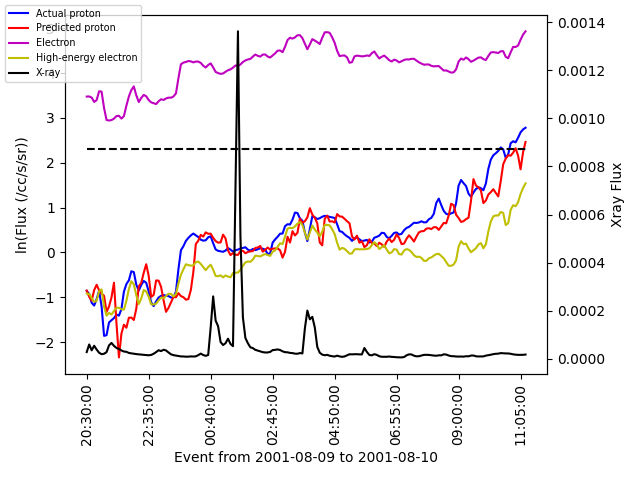 Actual proton
Predicted proton
Electron
High-energy electron
X-ray
3
2
1
0
−1
−2
ln(Flux (/cc/s/sr))
0.0014
0.0012
0.0010
0.0008
0.0006
0.0004
0.0002
0.0000
Xray Flux
20:30:00
22:35:00
00:40:00
02:45:00
04:50:00
06:55:00
09:00:00
11:05:00
Event from 2001-08-09 to 2001-08-10